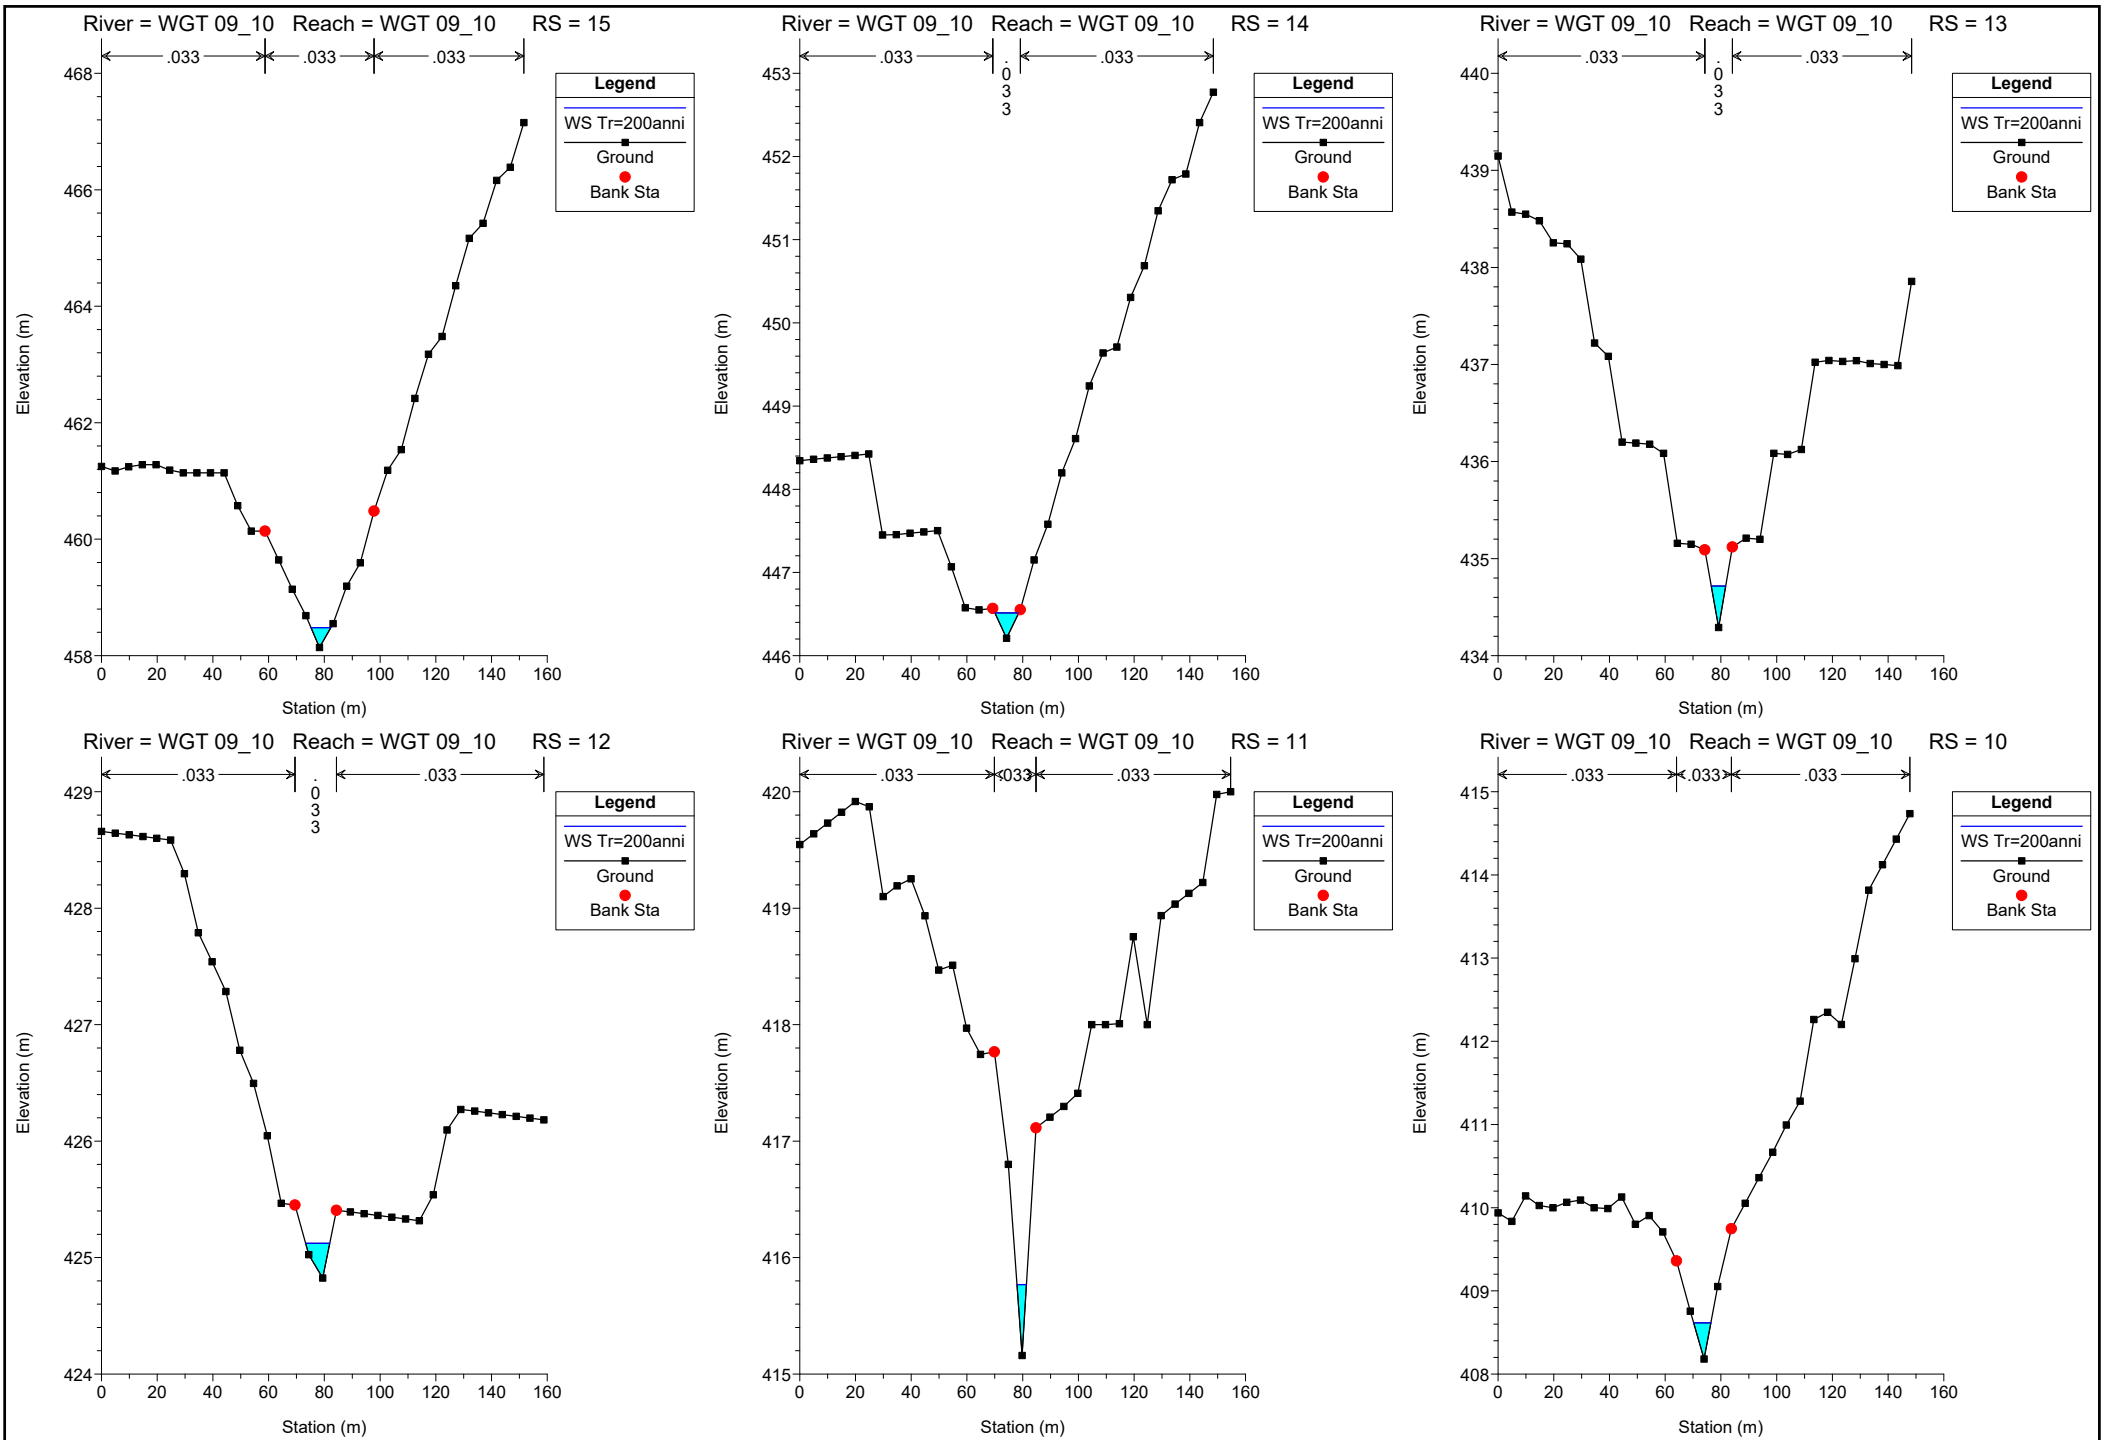 River = WGT 09_10 Reach = WGT 09_10 RS = 15
.033 .033 .033
Legend
WS Tr=200anni
Ground
Bank Sta
468
466
464
462
460
458
Elevation (m)
0 20 40 60 80 100 120 140 160
Station (m)
River = WGT 09_10 Reach = WGT 09_10 RS = 14
.033 .033 .033
Legend
WS Tr=200anni
Ground
Bank Sta
453
452
451
450
449
448
447
446
Elevation (m)
0 20 40 60 80 100 120 140 160
Station (m)
River = WGT 09_10 Reach = WGT 09_10 RS = 13
.033 .033 .033
Legend
WS Tr=200anni
Ground
Bank Sta
440
439
438
437
436
435
434
Elevation (m)
0 20 40 60 80 100 120 140 160
Station (m)
River = WGT 09_10 Reach = WGT 09_10 RS = 12
.033 .033 .033
Legend
WS Tr=200anni
Ground
Bank Sta
429
428
427
426
425
424
Elevation (m)
0 20 40 60 80 100 120 140 160
Station (m)
River = WGT 09_10 Reach = WGT 09_10 RS = 11
.033 .033 .033
Legend
WS Tr=200anni
Ground
Bank Sta
420
419
418
417
416
415
Elevation (m)
0 20 40 60 80 100 120 140 160
Station (m)
River = WGT 09_10 Reach = WGT 09_10 RS = 10
.033 .033 .033
Legend
WS Tr=200anni
Ground
Bank Sta
415
414
413
412
411
410
409
408
Elevation (m)
0 20 40 60 80 100 120 140 160
Station (m)